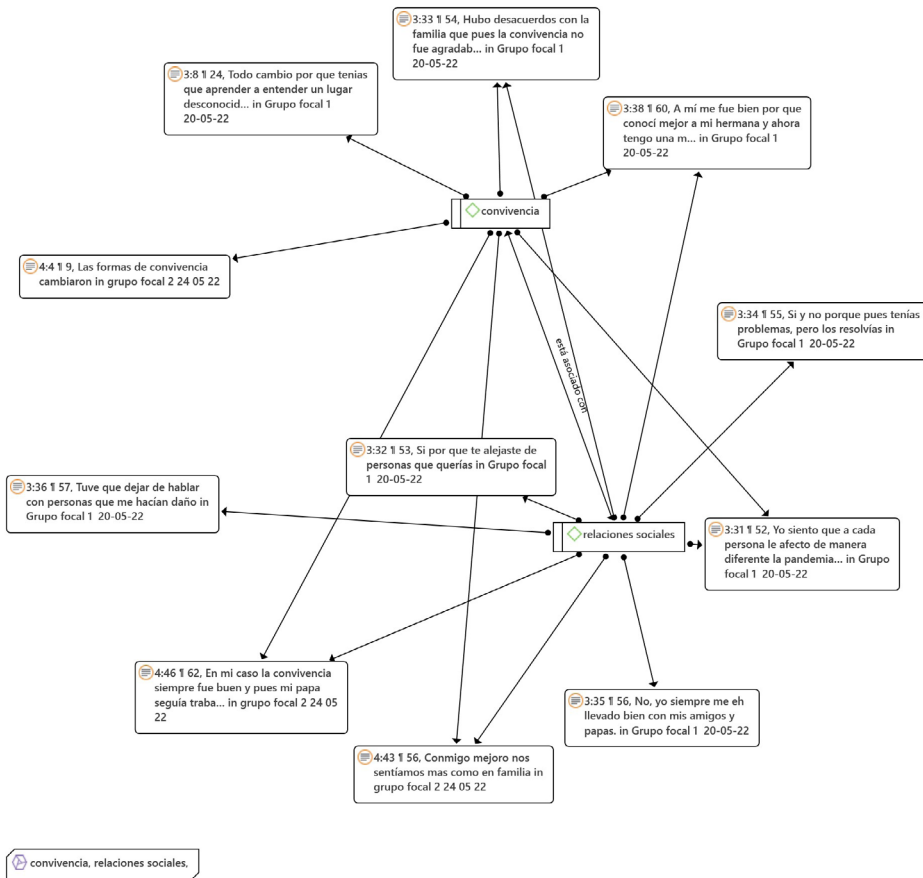 3:33 ¶ 54, Hubo desacuerdos con la
familia que pues la convivencia no
fue agradab... in Grupo focal 1
20-05-22
3:8 ¶ 24, Todo cambio por que tenias
que aprender a entender un lugar
desconocid... in Grupo focal 1
20-05-22
3:38 ¶ 60, A mí me fue bien por que
conoci mejor a mi hermana y ahora
tengo una m... in Grupo focal 1
20-05-22
convivencia
4:4 ¶ 9, Las formas de convivencia
cambiaron in grupo focal 2 24 05 22
3:34 ¶ 55, Si y no porque pues tenías
problemas, pero los resolvías in
Grupo focal 1 20-05-22
está asociado con
3:32 ¶ 53, Si por que te alejaste de
personas que querías in Grupo focal
1 20-05-22
3:36 ¶ 57, Tuve que dejar de hablar
con personas que me hacían daño in
Grupo focal 1 20-05-22
relaciones sociales
3:31 ¶ 52, Yo siento que a cada
persona le afecto de manera
diferente la pandemia... in Grupo
focal 1 20-05-22
4:46 ¶ 62, En mi caso la convivencia
siempre fue buen y pues mi papa
seguía traba... in grupo focal 2 24 05
22
3:35 ¶ 56, No, yo siempre me eh
llevado bien con mis amigos y
papas. in Grupo focal 1 20-05-22
4:43 ¶ 56, Conmigo mejoro nos
sentíamos mas como en familia in
grupo focal 2 24 05 22
convivencia, relaciones sociales,